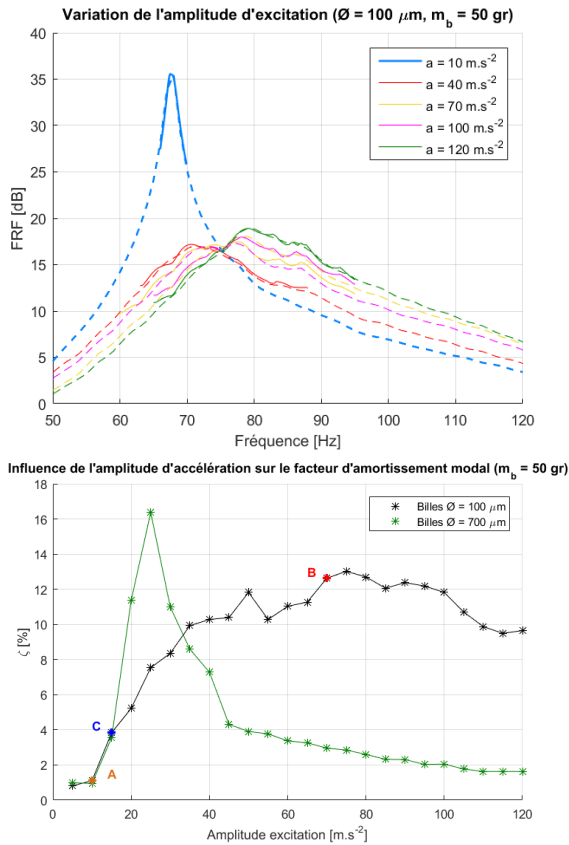 Variation de l'amplitude d'excitation (Ø = 100 μm, m_b = 50 gr)
40
35
30
25
20
15
10
5
0
FRF [dB]
a = 10 m.s⁻²
a = 40 m.s⁻²
a = 70 m.s⁻²
a = 100 m.s⁻²
a = 120 m.s⁻²
50 60 70 80 90 100 110 120
Fréquence [Hz]
Influence de l'amplitude d'accélération sur le facteur d'amortissement modal (m_b = 50 gr)
18
16
14
12
10
8
6
4
2
0
ζ [%]
Billes Ø = 100 μm
Billes Ø = 700 μm
B
C
A
0 20 40 60 80 100 120
Amplitude excitation [m.s⁻²]